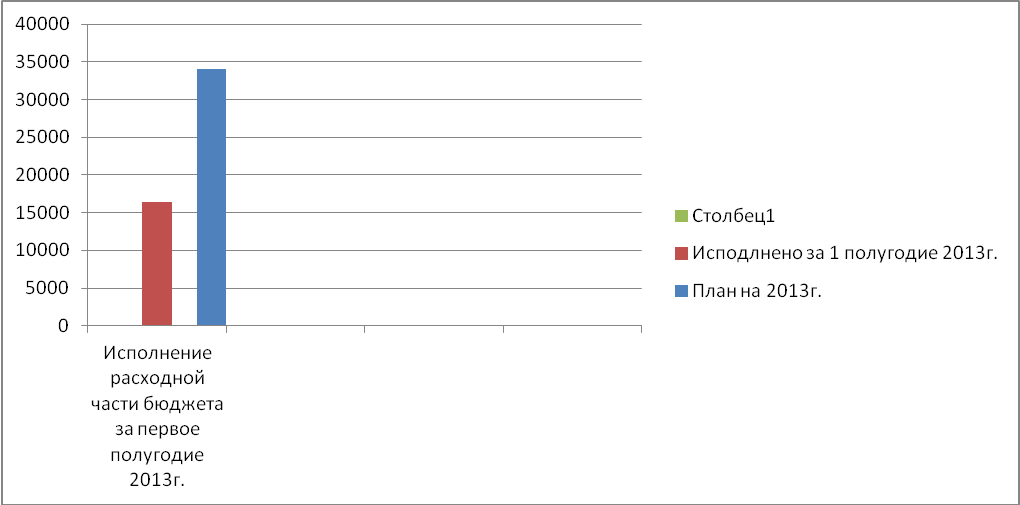 40000
35000
30000
25000
20000
15000
10000
5000
0
Исполнение
расходной
части бюджета
за первое
полугодие
2013г.
Столбец1
Исподлнено за 1 полугодие 2013г.
План на 2013г.